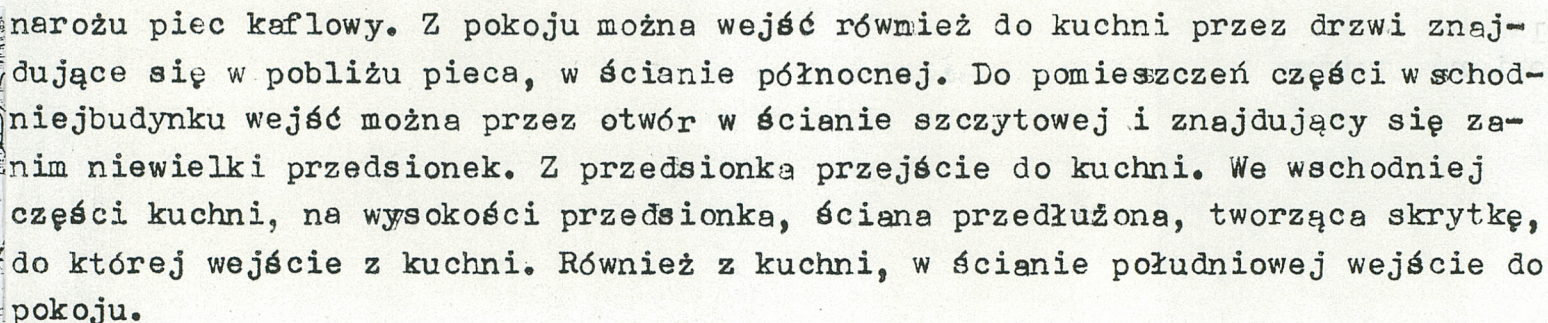 narożu piec kaflowy. Z pokoju można wejść również do kuchni przez drzwi znaj-
dujące się w pobliżu pieca, w ścianie północnej. Do pomieszczeń części wschod-
niejbudynku wejść można przez otwór w ścianie szczytowej i znajdujący się za-
nim niewielki przedsionek. Z przedsionka przejście do kuchni. We wschodniej
części kuchni, na wysokości przedsionka, ściana przedłużona, tworząca skrytkę,
do której wejście z kuchni. Również z kuchni, w ścianie południowej wejście do
pokoju.